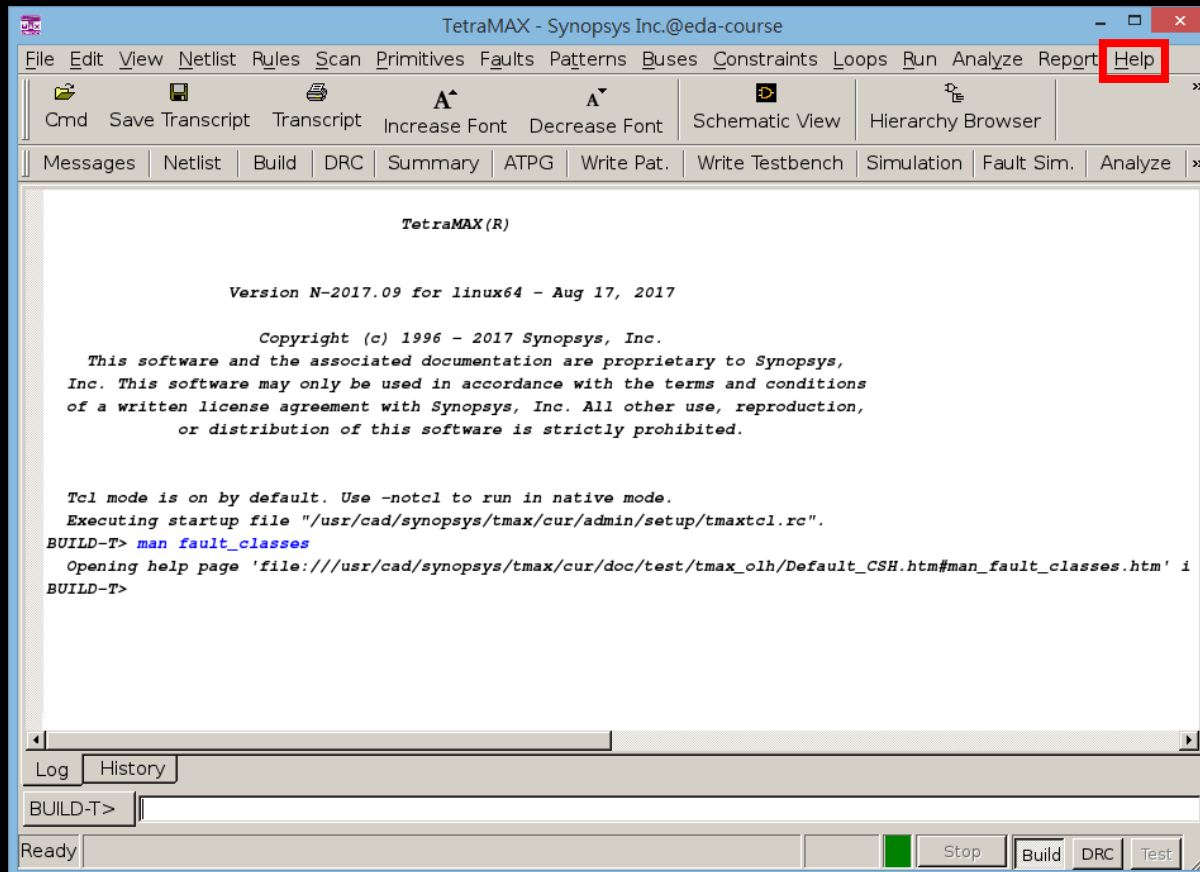 TetraMAX - Synopsys Inc.@eda-course
File Edit View Netlist Rules Scan Primitives Faults Patterns Buses Constraints Loops Run Analyze Report Help
Cmd Save Transcript Transcript Increase Font Decrease Font Schematic View Hierarchy Browser »
Messages Netlist Build DRC Summary ATPG Write Pat. Write Testbench Simulation Fault Sim. Analyze »
TetraMAX(R)
Version N-2017.09 for linux64 - Aug 17, 2017
Copyright (c) 1996 - 2017 Synopsys, Inc.
This software and the associated documentation are proprietary to Synopsys,
Inc. This software may only be used in accordance with the terms and conditions
of a written license agreement with Synopsys, Inc. All other use, reproduction,
or distribution of this software is strictly prohibited.
Tcl mode is on by default. Use -notcl to run in native mode.
Executing startup file "/usr/cad/synopsys/tmax/cur/admin/setup/tmaxtcl.rc".
BUILD-T> man fault_classes
Opening help page 'file:///usr/cad/synopsys/tmax/cur/doc/test/tmax_olh/Default_CSH.htm#man_fault_classes.htm' i
BUILD-T>
Log History
BUILD-T>
Ready Stop Build DRC Test